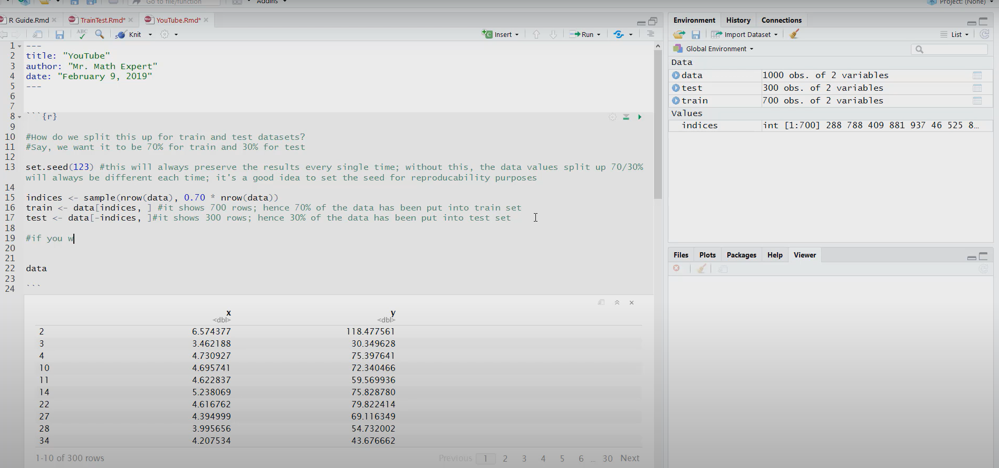 Go to file/function
Addins
Project: (None)
R Guide.Rmd
TrainTest.Rmd*
YouTube.Rmd*
ABC
Knit
Insert
Run
1 ---
2 title: "YouTube"
3 author: "Mr. Math Expert"
4 date: "February 9, 2019"
5 ---
6
7
8 ```{r}
9
10 #How do we split this up for train and test datasets?
11 #Say, we want it to be 70% for train and 30% for test
12
13 set.seed(123) #this will always preserve the results every single time; without this, the data values split up 70/30%
will always be different each time; it's a good idea to set the seed for reproducability purposes
14
15 indices <- sample(nrow(data), 0.70 * nrow(data))
16 train <- data[indices, ] #it shows 700 rows; hence 70% of the data has been put into train set
17 test <- data[-indices, ]#it shows 300 rows; hence 30% of the data has been put into test set
18
19 #if you w
20
21
22 data
23
24 ```
x y
<dbl> <dbl>
2 6.574377 118.477561
3 3.462188 30.349628
4 4.730927 75.397641
10 4.695741 72.340466
11 4.622837 59.569936
14 5.238069 75.828780
22 4.616762 79.822414
27 4.394999 69.116349
28 3.995656 54.732002
34 4.207534 43.676662
1-10 of 300 rows Previous 1 2 3 4 5 6 ... 30 Next
Environment History Connections
Import Dataset List
Global Environment
Data
data 1000 obs. of 2 variables
test 300 obs. of 2 variables
train 700 obs. of 2 variables
Values
indices int [1:700] 288 788 409 881 937 46 525 8...
Files Plots Packages Help Viewer